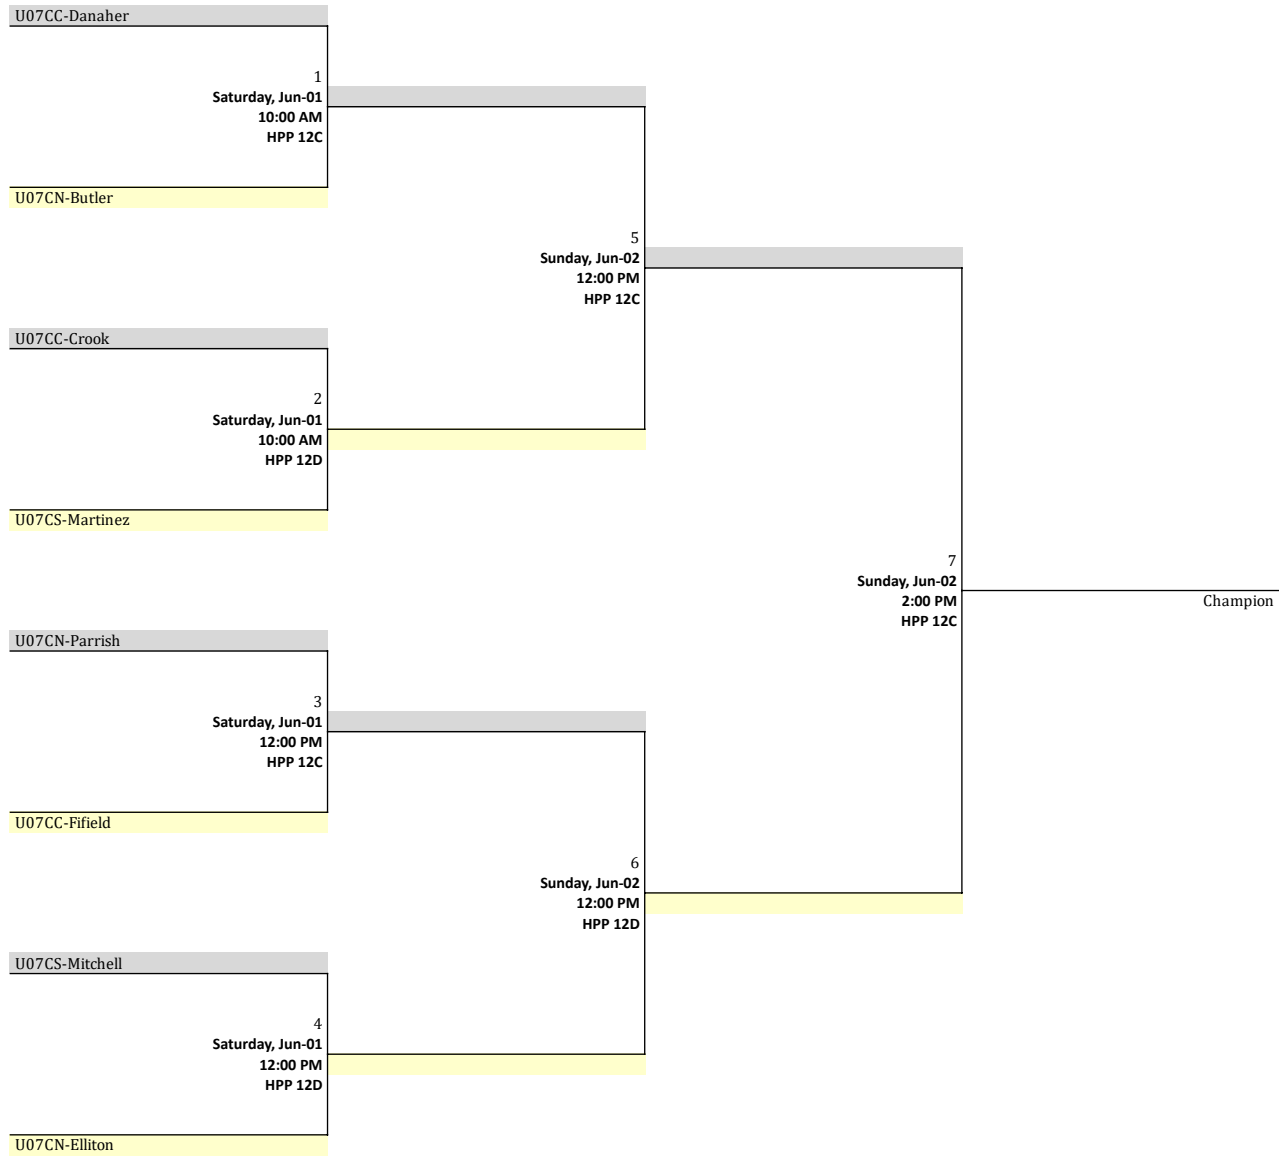 U07CC-Danaher
1
Saturday, Jun-01
10:00 AM
HPP 12C
U07CN-Butler
5
Sunday, Jun-02
12:00 PM
HPP 12C
U07CC-Crook
2
Saturday, Jun-01
10:00 AM
HPP 12D
U07CS-Martinez
7
Sunday, Jun-02
2:00 PM
HPP 12C
Champion
U07CN-Parrish
3
Saturday, Jun-01
12:00 PM
HPP 12C
U07CC-Fifield
6
Sunday, Jun-02
12:00 PM
HPP 12D
U07CS-Mitchell
4
Saturday, Jun-01
12:00 PM
HPP 12D
U07CN-Elliton